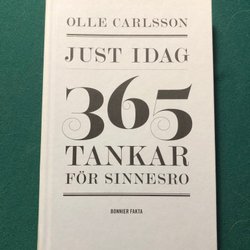 OLLE CARLSSON
JUST IDAG
365
TANKAR
FÖR SINNESRO
BONNIER FAKTA